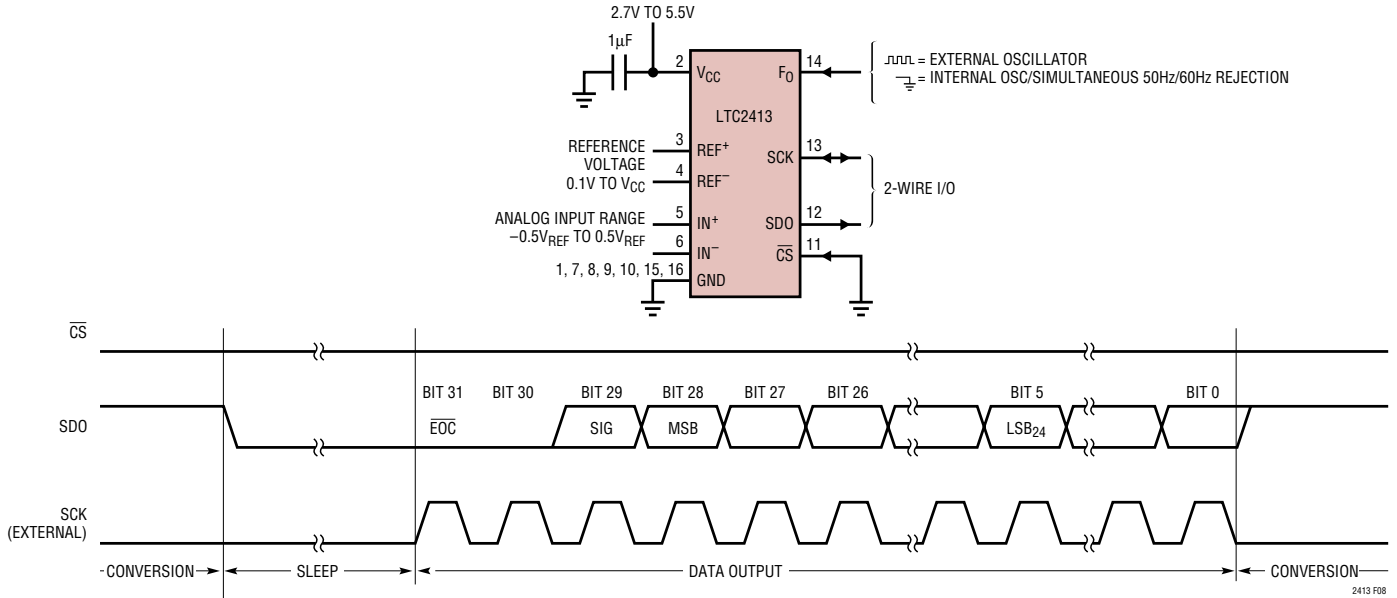 2.7V TO 5.5V
1µF
2
VCC
FO
14
= EXTERNAL OSCILLATOR
= INTERNAL OSC/SIMULTANEOUS 50Hz/60Hz REJECTION
LTC2413
REFERENCE
VOLTAGE
0.1V TO VCC
3
REF+
4
REF–
SCK
13
2-WIRE I/O
ANALOG INPUT RANGE
–0.5VREF TO 0.5VREF
5
IN+
6
IN–
SDO
12
CS
11
1, 7, 8, 9, 10, 15, 16
GND
CS
BIT 31
BIT 30
BIT 29
BIT 28
BIT 27
BIT 26
BIT 5
BIT 0
SDO
EOC
SIG
MSB
LSB24
SCK
(EXTERNAL)
CONVERSION
SLEEP
DATA OUTPUT
CONVERSION
2413 F08